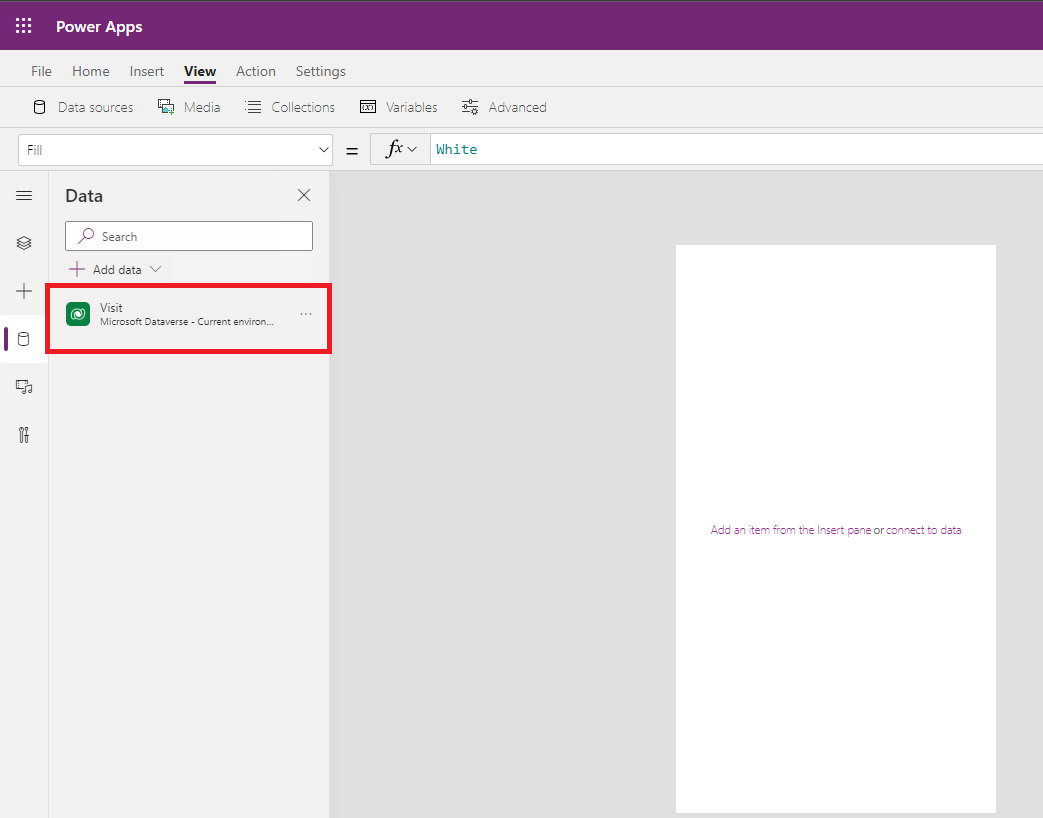 Power Apps
File Home Insert View Action Settings
Data sources Media Collections Variables Advanced
Fill = fx White
Data
Search
Add data
Visit
Microsoft Dataverse - Current environ...
Add an item from the Insert pane or connect to data